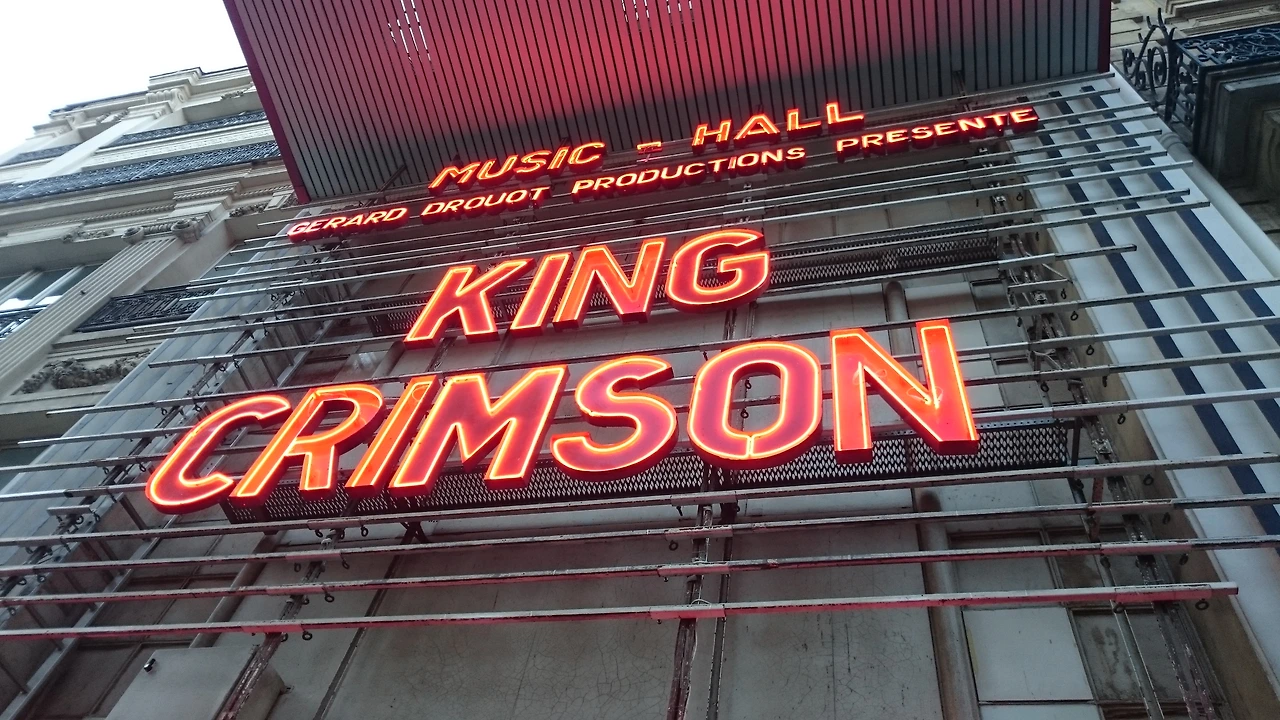 MUSIC - HALL
GERARD DROUOT PRODUCTIONS PRESENTE
KING
CRIMSON